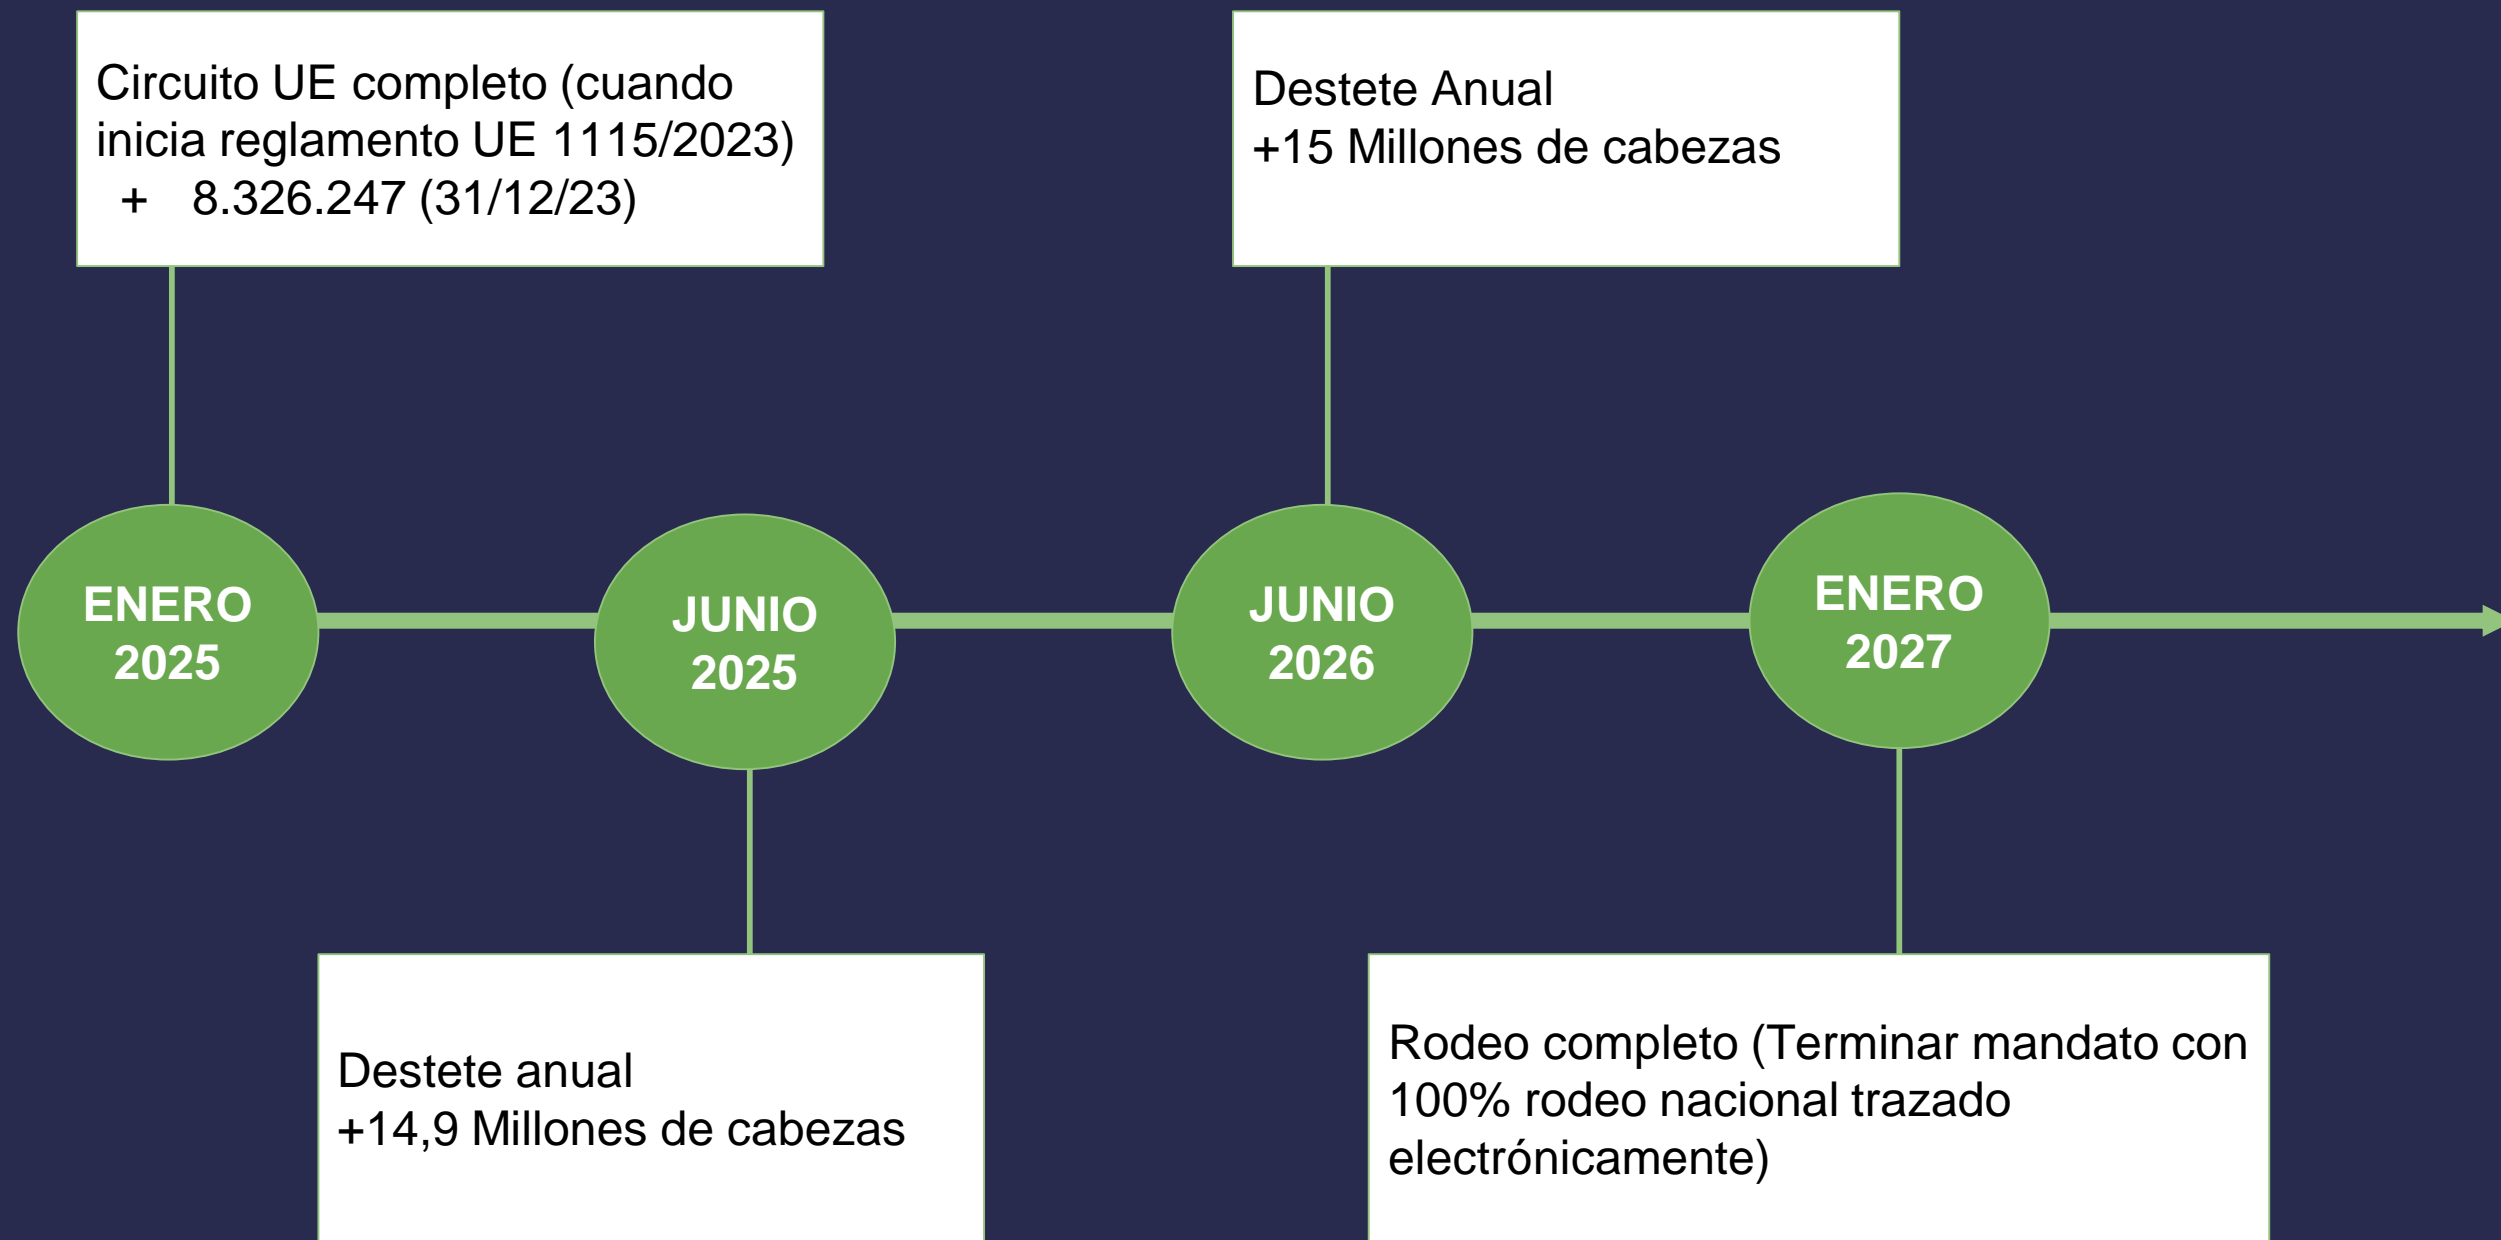 Circuito UE completo (cuando
inicia reglamento UE 1115/2023)
+ 8.326.247 (31/12/23)
Destete Anual
+15 Millones de cabezas
ENERO
2025
JUNIO
2025
JUNIO
2026
ENERO
2027
Destete anual
+14,9 Millones de cabezas
Rodeo completo (Terminar mandato con
100% rodeo nacional trazado
electrónicamente)